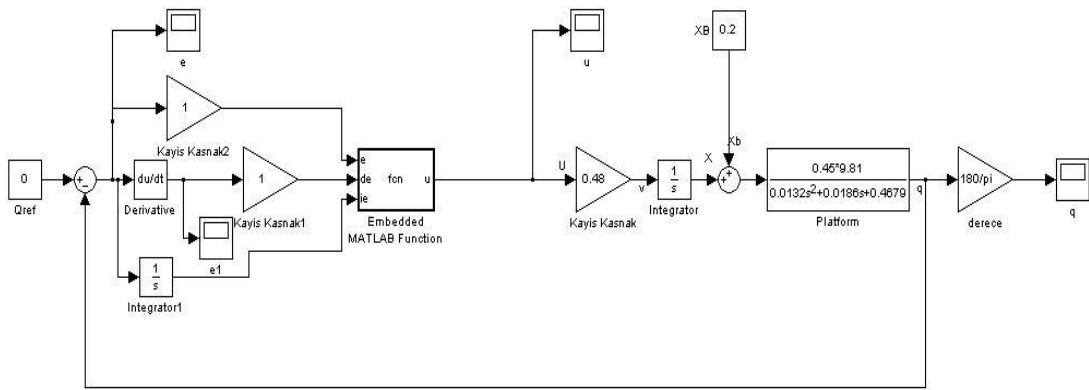 e
u
XB
0.2
1
Kayis Kasnak2
Xb
0
Qref
+
−
du/dt
Derivative
1
Kayis Kasnak1
e
de
ie
fcn
u
Embedded
MATLAB Function
U
0.48
Kayis Kasnak
v
1
s
Integrator
X
+
+
0.45*9.81
0.0132s²+0.0186s+0.4679
Platform
q
180/pi
derece
q
e1
1
s
Integrator1